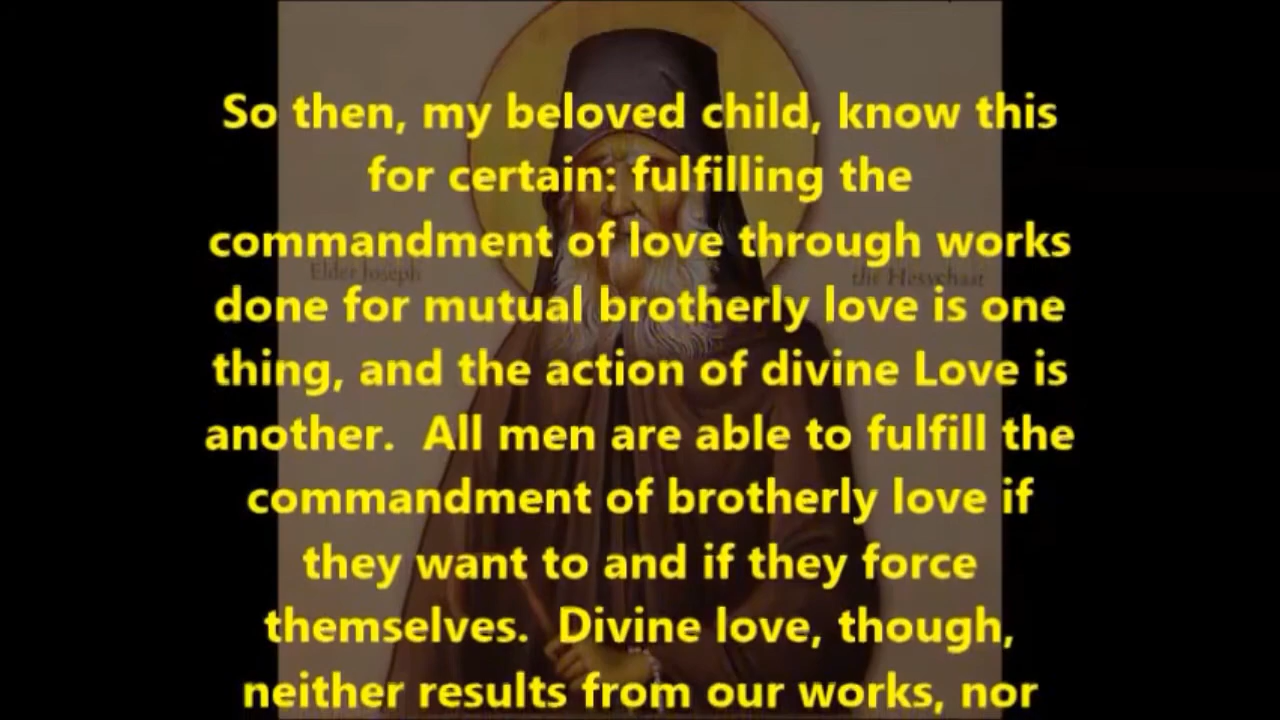 So then, my beloved child, know this
for certain: fulfilling the
commandment of love through works
Elder Joseph
the Hesychast
done for mutual brotherly love is one
thing, and the action of divine Love is
another.  All men are able to fulfill the
commandment of brotherly love if
they want to and if they force
themselves.  Divine love, though,
neither results from our works, nor